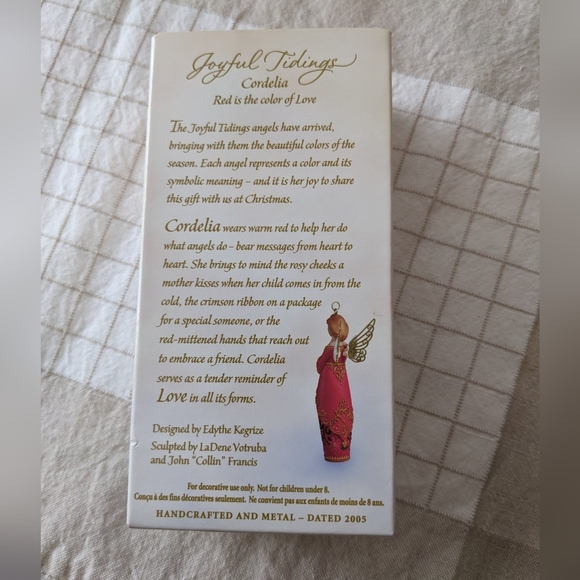 Joyful Tidings
Cordelia
Red is the color of Love
The Joyful Tidings angels have arrived,
bringing with them the beautiful colors of the
season. Each angel represents a color and its
symbolic meaning – and it is her joy to share
this gift with us at Christmas.
Cordelia wears warm red to help her do
what angels do – bear messages from heart to
heart. She brings to mind the rosy cheeks a
mother kisses when her child comes in from the
cold, the crimson ribbon on a package
for a special someone, or the
red-mittened hands that reach out
to embrace a friend. Cordelia
serves as a tender reminder of
Love in all its forms.
Designed by Edythe Kegrize
Sculpted by LaDene Votruba
and John "Collin" Francis
For decorative use only. Not for children under 8.
Conçu à des fins décoratives seulement. Ne convient pas aux enfants de moins de 8 ans.
HANDCRAFTED AND METAL – DATED 2005